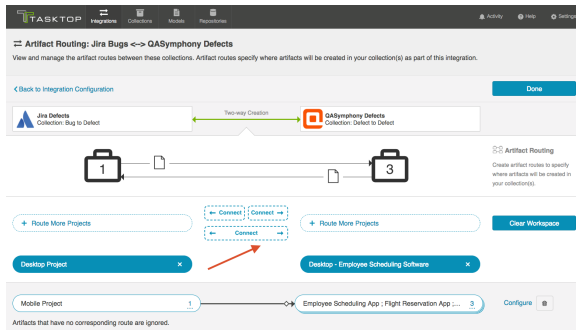 TASKTOP
Integrations
Collections
Models
Repositories
Activity
Help
Settings
Artifact Routing: Jira Bugs <--> QASymphony Defects
View and manage the artifact routes between these collections. Artifact routes specify where artifacts will be created in your collection(s) as part of this integration.
Back to Integration Configuration
Done
Jira Defects
Collection: Bug to Defect
Two-way Creation
QASymphony Defects
Collection: Defect to Defect
1
3
Artifact Routing
Create artifact routes to specify
where artifacts will be created in
your collection(s).
+ Route More Projects
← Connect
Connect →
← Connect →
+ Route More Projects
Clear Workspace
Desktop Project ×
Desktop - Employee Scheduling Software ×
Mobile Project 1
Employee Scheduling App ; Flight Reservation App ;... 3
Configure
Artifacts that have no corresponding route are ignored.